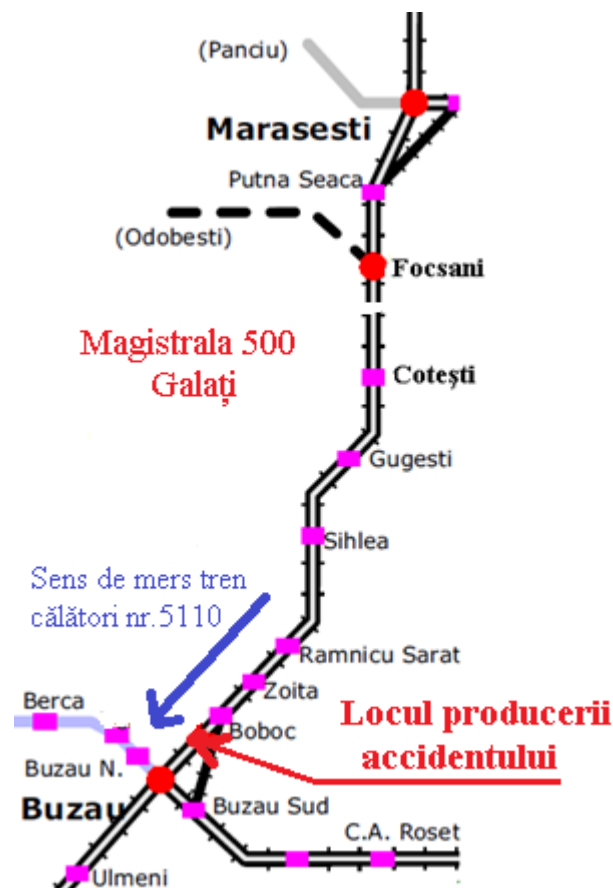 (Panciu)
Marasesti
Putna Seaca
(Odobesti)
Focsani
Magistrala 500
Galați
Cotești
Gugesti
Sihlea
Sens de mers tren
călători nr.5110
Ramnicu Sarat
Zoita
Berca
Locul producerii
accidentului
Boboc
Buzau N.
Buzau
Buzau Sud
C.A. Roset
Ulmeni